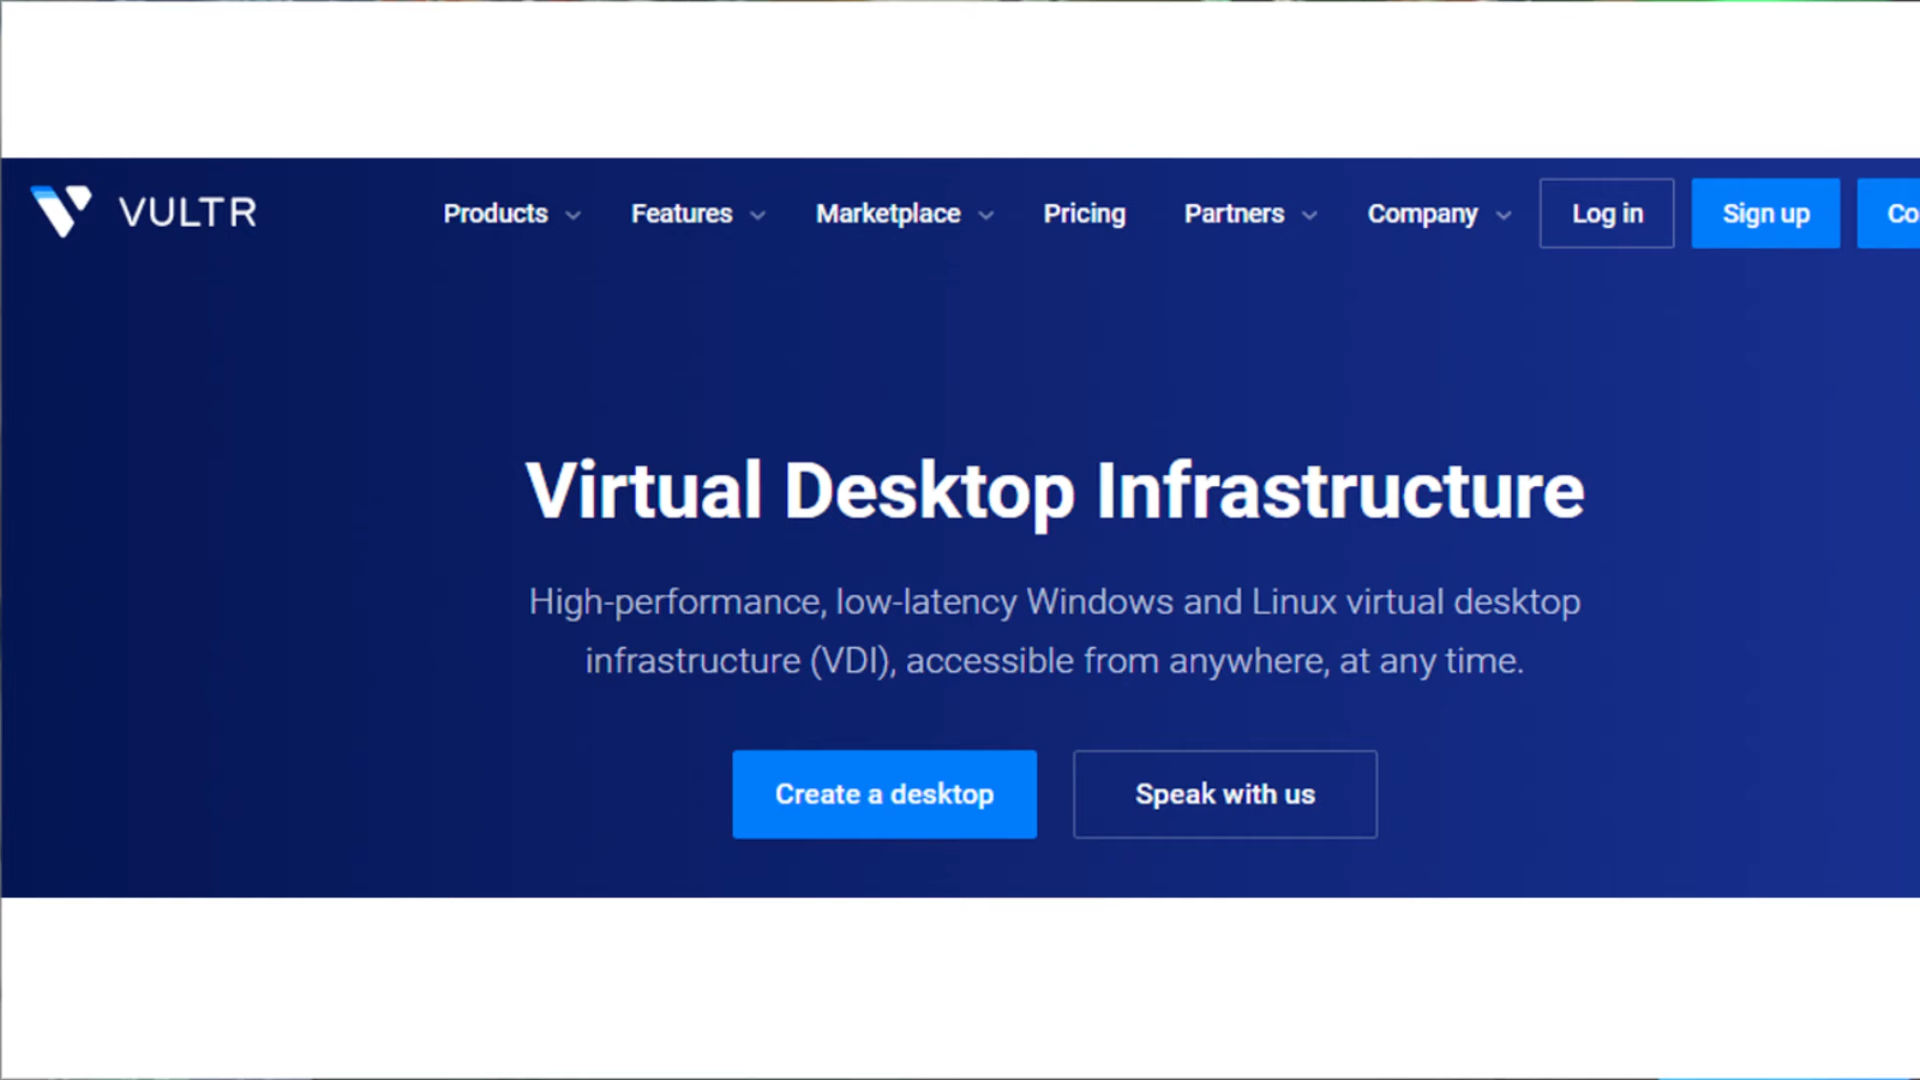 VULTR
Products Features Marketplace Pricing Partners Company Log in Sign up Co
Virtual Desktop Infrastructure
High-performance, low-latency Windows and Linux virtual desktop
infrastructure (VDI), accessible from anywhere, at any time.
Create a desktop Speak with us